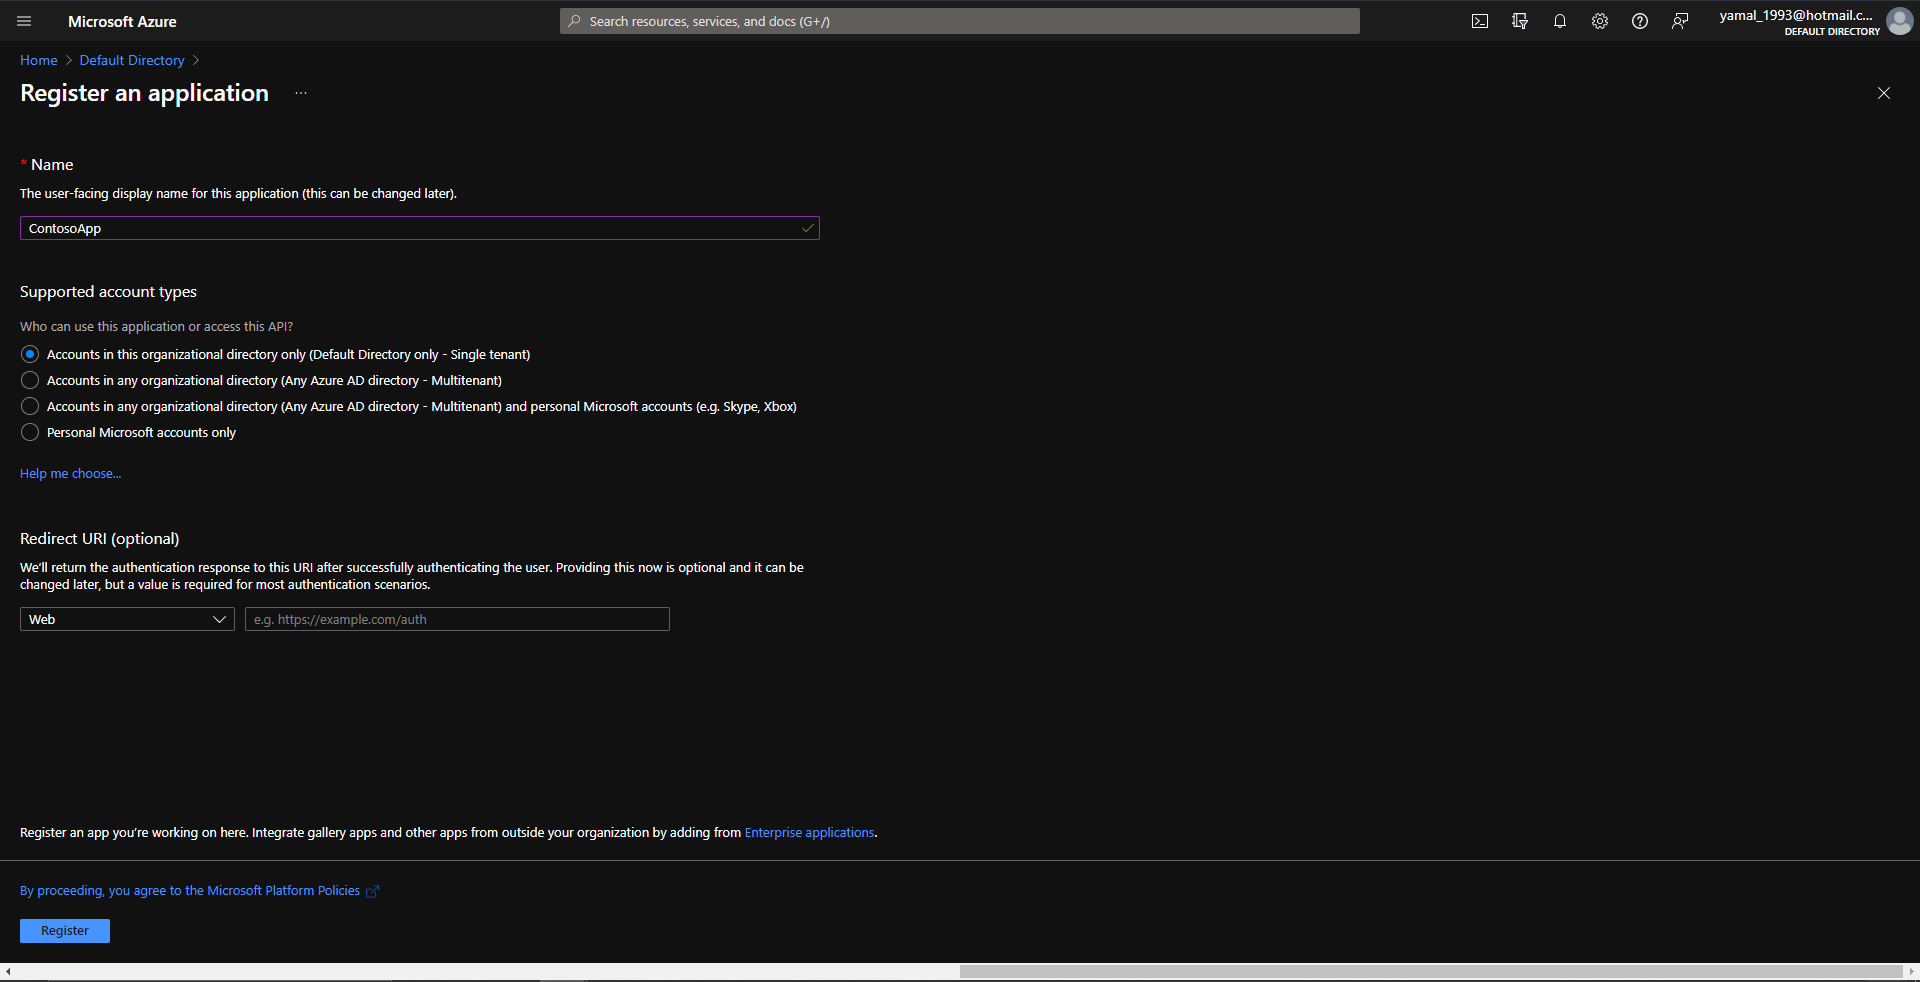 Microsoft Azure
Search resources, services, and docs (G+/)
yamal_1993@hotmail.c...
DEFAULT DIRECTORY
Home > Default Directory >
Register an application ...
* Name
The user-facing display name for this application (this can be changed later).
ContosoApp
Supported account types
Who can use this application or access this API?
Accounts in this organizational directory only (Default Directory only - Single tenant)
Accounts in any organizational directory (Any Azure AD directory - Multitenant)
Accounts in any organizational directory (Any Azure AD directory - Multitenant) and personal Microsoft accounts (e.g. Skype, Xbox)
Personal Microsoft accounts only
Help me choose...
Redirect URI (optional)
We'll return the authentication response to this URI after successfully authenticating the user. Providing this now is optional and it can be
changed later, but a value is required for most authentication scenarios.
Web
e.g. https://example.com/auth
Register an app you're working on here. Integrate gallery apps and other apps from outside your organization by adding from Enterprise applications.
By proceeding, you agree to the Microsoft Platform Policies
Register